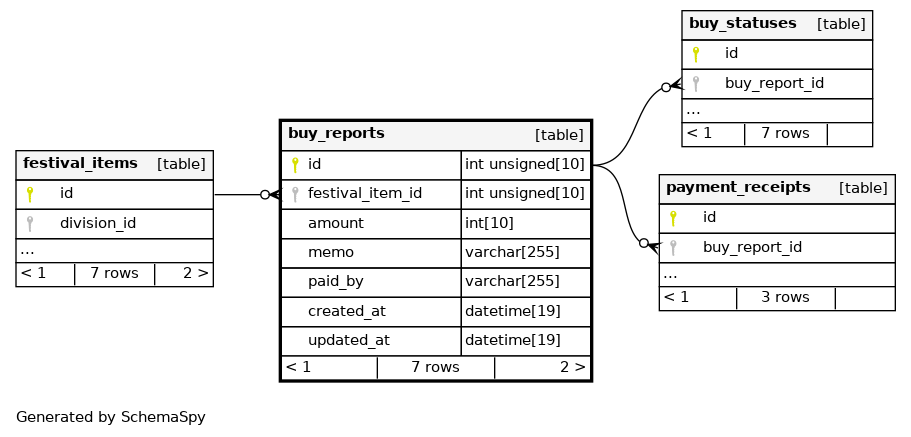 festival_items [table]
id
division_id
...
< 1 7 rows 2 >
buy_reports [table]
id int unsigned[10]
festival_item_id int unsigned[10]
amount int[10]
memo varchar[255]
paid_by varchar[255]
created_at datetime[19]
updated_at datetime[19]
< 1 7 rows 2 >
buy_statuses [table]
id
buy_report_id
...
< 1 7 rows
payment_receipts [table]
id
buy_report_id
...
< 1 3 rows
Generated by SchemaSpy